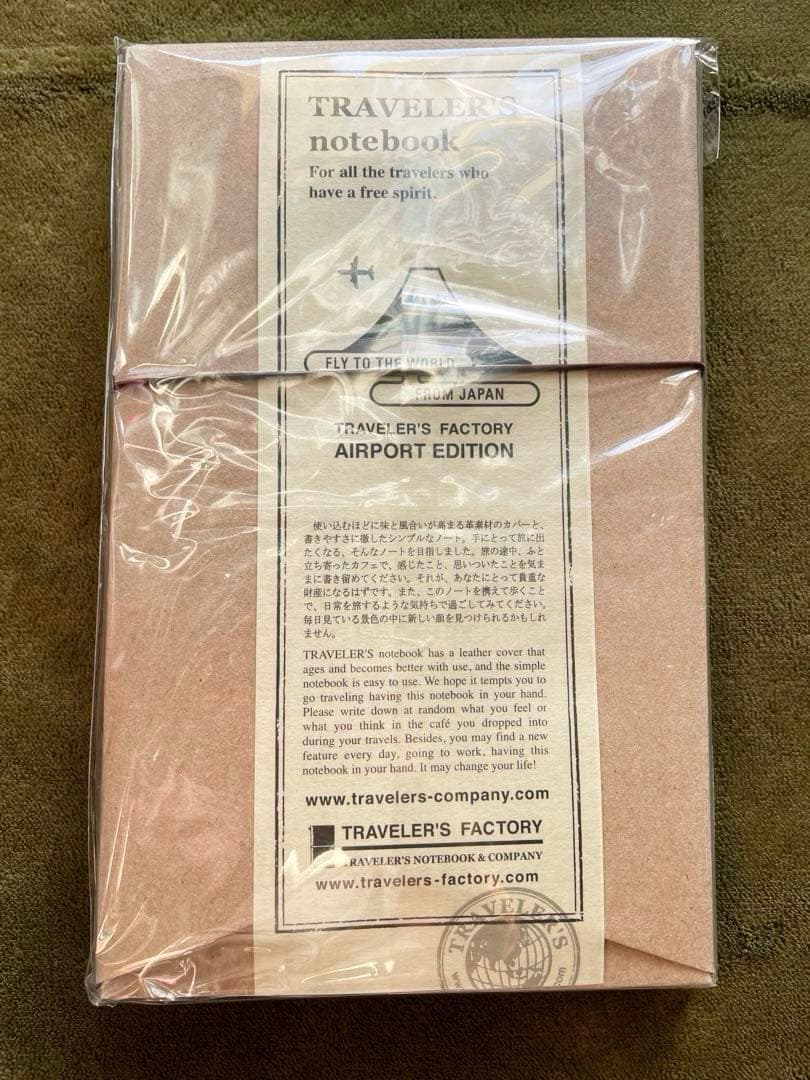 TRAVELER'S
notebook
For all the travelers who
have a free spirit.
FLY TO THE WORLD
FROM JAPAN
TRAVELER'S FACTORY
AIRPORT EDITION
使い込むほどに味と風合いが高まる革素材のカバーと、
書きやすさに徹したシンプルなノート。手にとって旅に出
たくなる、そんなノートを目指しました。旅の途中、ふと
立ち寄ったカフェで、感じたこと、思いついたことを気ま
まに書き留めてください。それが、あなたにとって貴重な
財産になるはずです。また、このノートを携えて歩くこと
で、日常を旅するような気持ちで過ごしてみてください。
毎日見ている景色の中に新しい顔を見つけられるかもしれ
ません。
TRAVELER'S notebook has a leather cover that
ages and becomes better with use, and the simple
notebook is easy to use. We hope it tempts you to
go traveling having this notebook in your hand.
Please write down at random what you feel or
what you think in the café you dropped into
during your travels. Besides, you may find a new
feature every day, going to work, having this
notebook in your hand. It may change your life!
www.travelers-company.com
TRAVELER'S FACTORY
TRAVELER'S NOTEBOOK & COMPANY
www.travelers-factory.com
TRAVELER'S